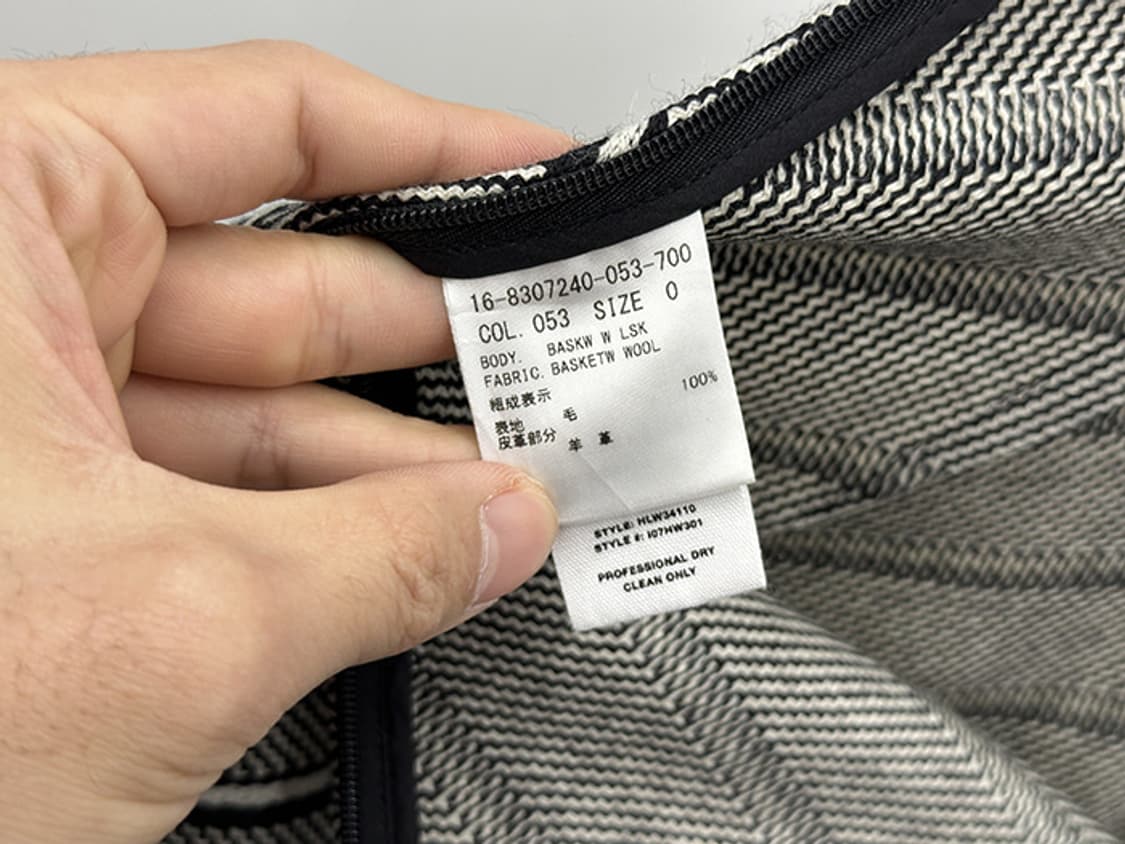 16-8307240-053-700
COL. 053 SIZE 0
BODY. BASKW W LSK
FABRIC. BASKETW WOOL
組成表示
表地 毛 100%
皮革部分 羊 革
STYLE: HLW34110
STYLE #: I07HW301
PROFESSIONAL DRY
CLEAN ONLY